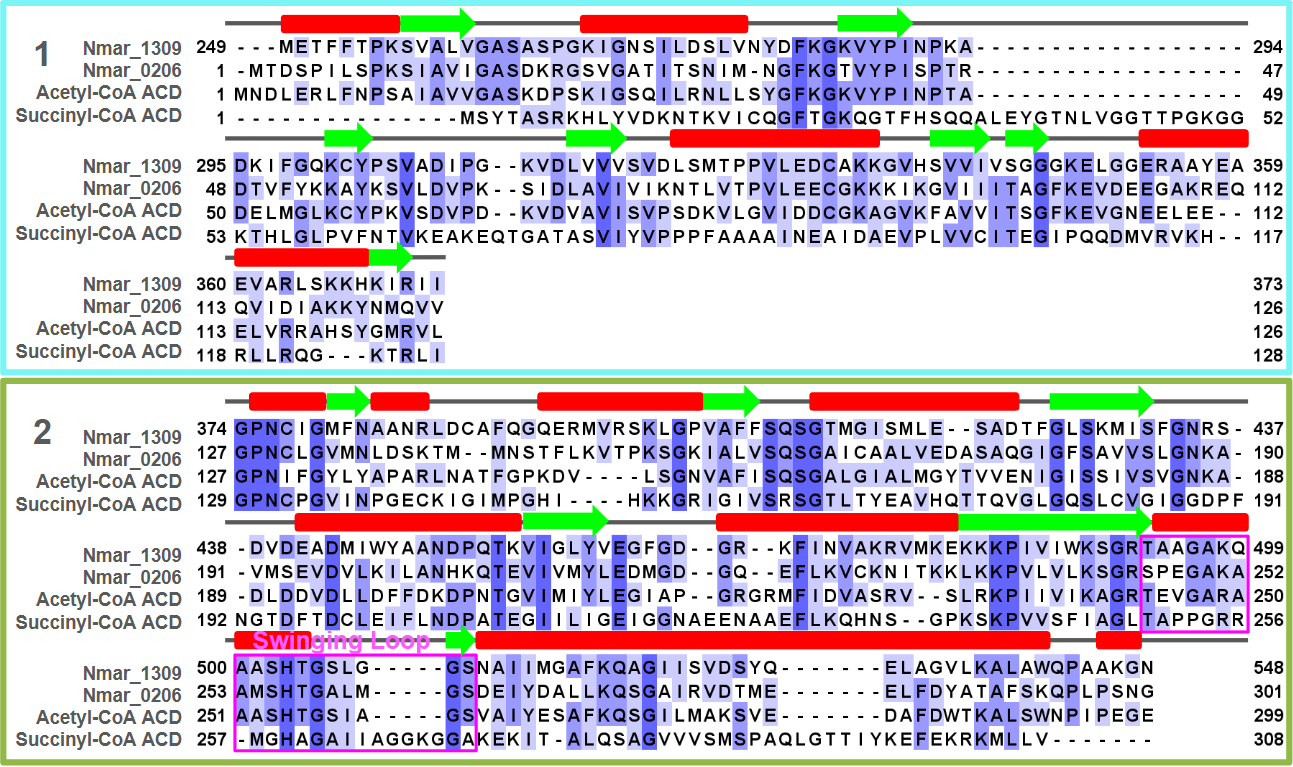 1
Nmar_1309 249 ---METFFTPKSVALVGASASPGKIGNSILDSLVNYDFKGKVYPINPKA------------------ 294
Nmar_0206 1 -MTDSPILSPKSIAVIGASDKRGSVGATITSNIM-NGFKGTVYPISPTR------------------ 47
Acetyl-CoA ACD 1 MNDLERLFNPSAIAVVGASKDPSKIGSQILRNLLSYGFKGKVYPINPTA------------------ 49
Succinyl-CoA ACD 1 ---------------MSYTASRKHLYVDKNTKVICQGFTGKQGTFHSQQALEYGTNLVGGTTPGKGG 52
Nmar_1309 295 DKIFGQKCYPSVADIPG--KVDLVVVSVDLSMTPPVLEDCAKKGVHSVVIVSGGGKELGGERAAYEA 359
Nmar_0206 48 DTVFYKKAYKSVLDVPK--SIDLAVIVIKNTLVTPVLEECGKKKIKGVIIITAGFKEVDEEGAKREQ 112
Acetyl-CoA ACD 50 DELMGLKCYPKVSDVPD--KVDVAVISVPSDKVLGVIDDCGKAGVKFAVVITSGFKEVGNEELEE-- 112
Succinyl-CoA ACD 53 KTHLGLPVFNTVKEAKEQTGATASVIYVPPPFAAAAINEAIDAEVPLVVCITEGIPQQDMVRVKH-- 117
Nmar_1309 360 EVARLSKKHKIRII 373
Nmar_0206 113 QVIDIAKKYNMQVV 126
Acetyl-CoA ACD 113 ELVRRAHSYGMRVL 126
Succinyl-CoA ACD 118 RLLRQG---KTRLI 128
2
Nmar_1309 374 GPNCIGMFNAANRLDCAFQGQERMVRSKLGPVAFFSQSGTMGISMLE--SADTFGLSKMISFGNRS- 437
Nmar_0206 127 GPNCLGVMNLDSKTM--MNSTFLKVTPKSGKIALVSQSGAICAALVEDASAQGIGFSAVVSLGNKA- 190
Acetyl-CoA ACD 127 GPNIFGYLYAPARLNATFGPKDV----LSGNVAFISQSGALGIALMGYTVVENIGISSIVSVGNKA- 188
Succinyl-CoA ACD 129 GPNCPGVINPGECKIGIMPGHI----HKKGRIGIVSRSGTLTYEAVHQTTQVGLGQSLCVGIGGDPF 191
Nmar_1309 438 -DVDEADMIWYAANDPQTKVIGLYVEGFGD--GR--KFINVAKRVMKEKKKPIVIWKSGRTAAGAKQ 499
Nmar_0206 191 -VMSEVDVLKILANHKQTEVIVMYLEDMGD--GQ--EFLKVCKNITKKLKKPVLVLKSGRSPEGAKA 252
Acetyl-CoA ACD 189 -DLDDVDLLDFFDKDPNTGVIMIYLEGIAP--GRGRMFIDVASRV---SLRKPIIVIKAGRTEVGARA 250
Succinyl-CoA ACD 192 NGTDFTDCLEIFLNDPATEGIILIGEIGGNAEENAAEFLKQHNS---GPKSKPVVSFIAGLTAPPGRR 256
Swinging Loop
Nmar_1309 500 AASHTGSLG-----GSNAIIMGAFKQAGIISVDSYQ-------ELAGVLKALAWQPAAKGN 548
Nmar_0206 253 AMSHTGALM-----GSDEIYDALLKQSGAIRVDTME-------ELFDYATAFSKQPLPSNG 301
Acetyl-CoA ACD 251 AASHTGSIA-----GSVAIYESAFKQSGILMAKSVE-------DAFDWTKALSWNPIPEGE 299
Succinyl-CoA ACD 257 -MGHAGAIIAGGKGGAKEKIT-ALQSAGVVVSMSPAQLGTTIYKEFEKRKMLLV------- 308